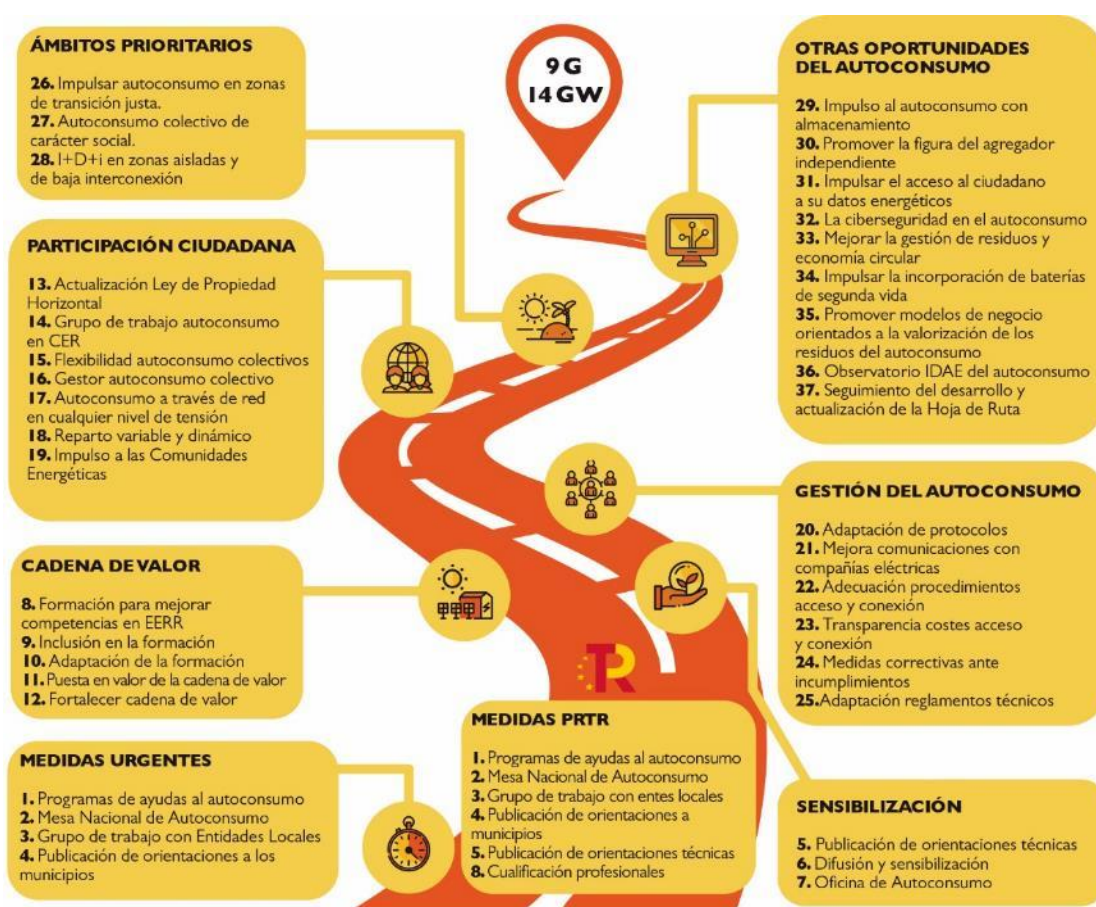 ÁMBITOS PRIORITARIOS
26. Impulsar autoconsumo en zonas
de transición justa.
27. Autoconsumo colectivo de
carácter social.
28. I+D+i en zonas aisladas y
de baja interconexión
9 G
14 GW
OTRAS OPORTUNIDADES
DEL AUTOCONSUMO
29. Impulso al autoconsumo con
almacenamiento
30. Promover la figura del agregador
independiente
31. Impulsar el acceso al ciudadano
a su datos energéticos
32. La ciberseguridad en el autoconsumo
33. Mejorar la gestión de residuos y
economía circular
34. Impulsar la incorporación de baterías
de segunda vida
35. Promover modelos de negocio
orientados a la valorización de los
residuos del autoconsumo
36. Observatorio IDAE del autoconsumo
37. Seguimiento del desarrollo y
actualización de la Hoja de Ruta
PARTICIPACIÓN CIUDADANA
13. Actualización Ley de Propiedad
Horizontal
14. Grupo de trabajo autoconsumo
en CER
15. Flexibilidad autoconsumo colectivos
16. Gestor autoconsumo colectivo
17. Autoconsumo a través de red
en cualquier nivel de tensión
18. Reparto variable y dinámico
19. Impulso a las Comunidades
Energéticas
GESTIÓN DEL AUTOCONSUMO
20. Adaptación de protocolos
21. Mejora comunicaciones con
compañías eléctricas
22. Adecuación procedimientos
acceso y conexión
23. Transparencia costes acceso
y conexión
24. Medidas correctivas ante
incumplimientos
25.Adaptación reglamentos técnicos
CADENA DE VALOR
8. Formación para mejorar
competencias en EERR
9. Inclusión en la formación
10. Adaptación de la formación
11. Puesta en valor de la cadena de valor
12. Fortalecer cadena de valor
TR
MEDIDAS PRTR
1. Programas de ayudas al autoconsumo
2. Mesa Nacional de Autoconsumo
3. Grupo de trabajo con entes locales
4. Publicación de orientaciones a
municipios
5. Publicación de orientaciones técnicas
8. Cualificación profesionales
MEDIDAS URGENTES
1. Programas de ayudas al autoconsumo
2. Mesa Nacional de Autoconsumo
3. Grupo de trabajo con Entidades Locales
4. Publicación de orientaciones a los
municipios
SENSIBILIZACIÓN
5. Publicación de orientaciones técnicas
6. Difusión y sensibilización
7. Oficina de Autoconsumo